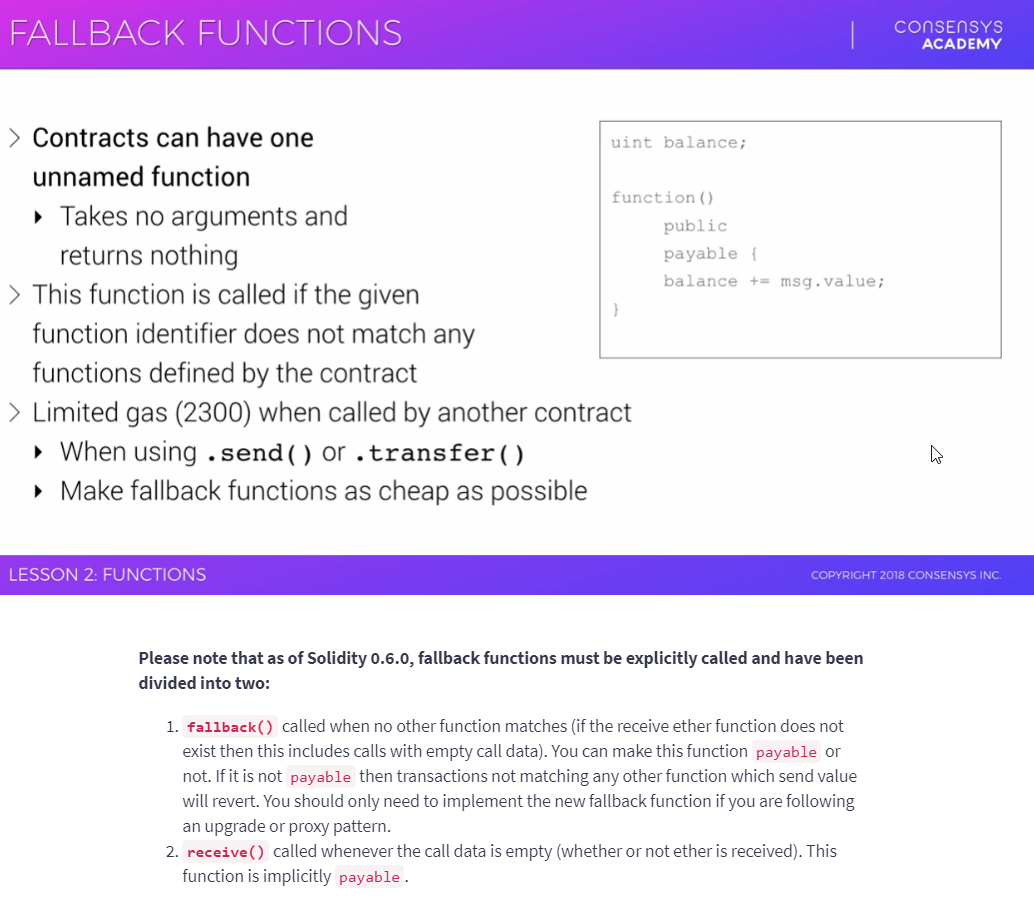 FALLBACK FUNCTIONS
CONSENSYS
ACADEMY
Contracts can have one
unnamed function
Takes no arguments and
returns nothing
This function is called if the given
function identifier does not match any
functions defined by the contract
Limited gas (2300) when called by another contract
When using .send() or .transfer()
Make fallback functions as cheap as possible
uint balance;
function()
public
payable {
balance += msg.value;
}
LESSON 2: FUNCTIONS
COPYRIGHT 2018 CONSENSYS INC.
Please note that as of Solidity 0.6.0, fallback functions must be explicitly called and have been
divided into two:
1. fallback() called when no other function matches (if the receive ether function does not
exist then this includes calls with empty call data). You can make this function payable or
not. If it is not payable then transactions not matching any other function which send value
will revert. You should only need to implement the new fallback function if you are following
an upgrade or proxy pattern.
2. receive() called whenever the call data is empty (whether or not ether is received). This
function is implicitly payable.